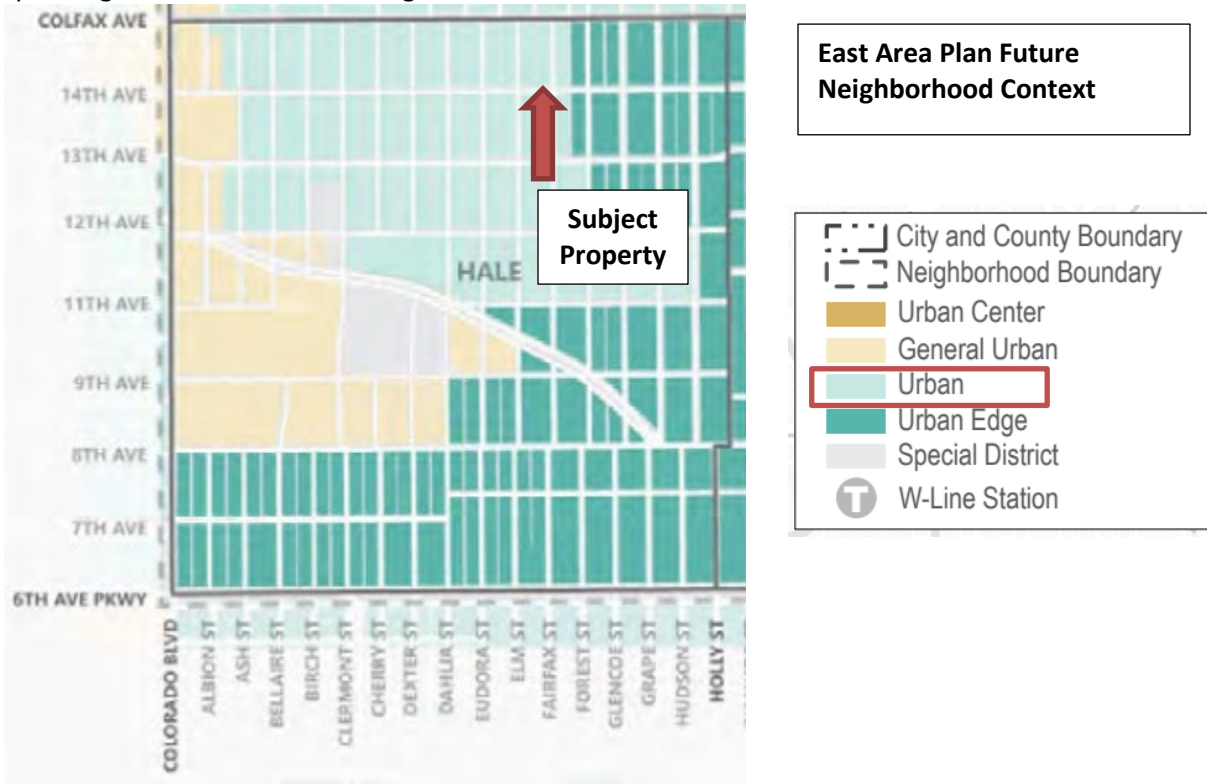 COLFAX AVE
14TH AVE
13TH AVE
12TH AVE
11TH AVE
9TH AVE
8TH AVE
7TH AVE
6TH AVE PKWY
HALE
Subject
Property
COLORADO BLVD
ALBION ST
ASH ST
BELLAIRE ST
BIRCH ST
CLERMONT ST
CHERRY ST
DEXTER ST
DAHLIA ST
EUDORA ST
ELM ST
FAIRFAX ST
FOREST ST
GLENCOE ST
GRAPE ST
HUDSON ST
HOLLY ST
East Area Plan Future
Neighborhood Context
City and County Boundary
Neighborhood Boundary
Urban Center
General Urban
Urban
Urban Edge
Special District
T W-Line Station